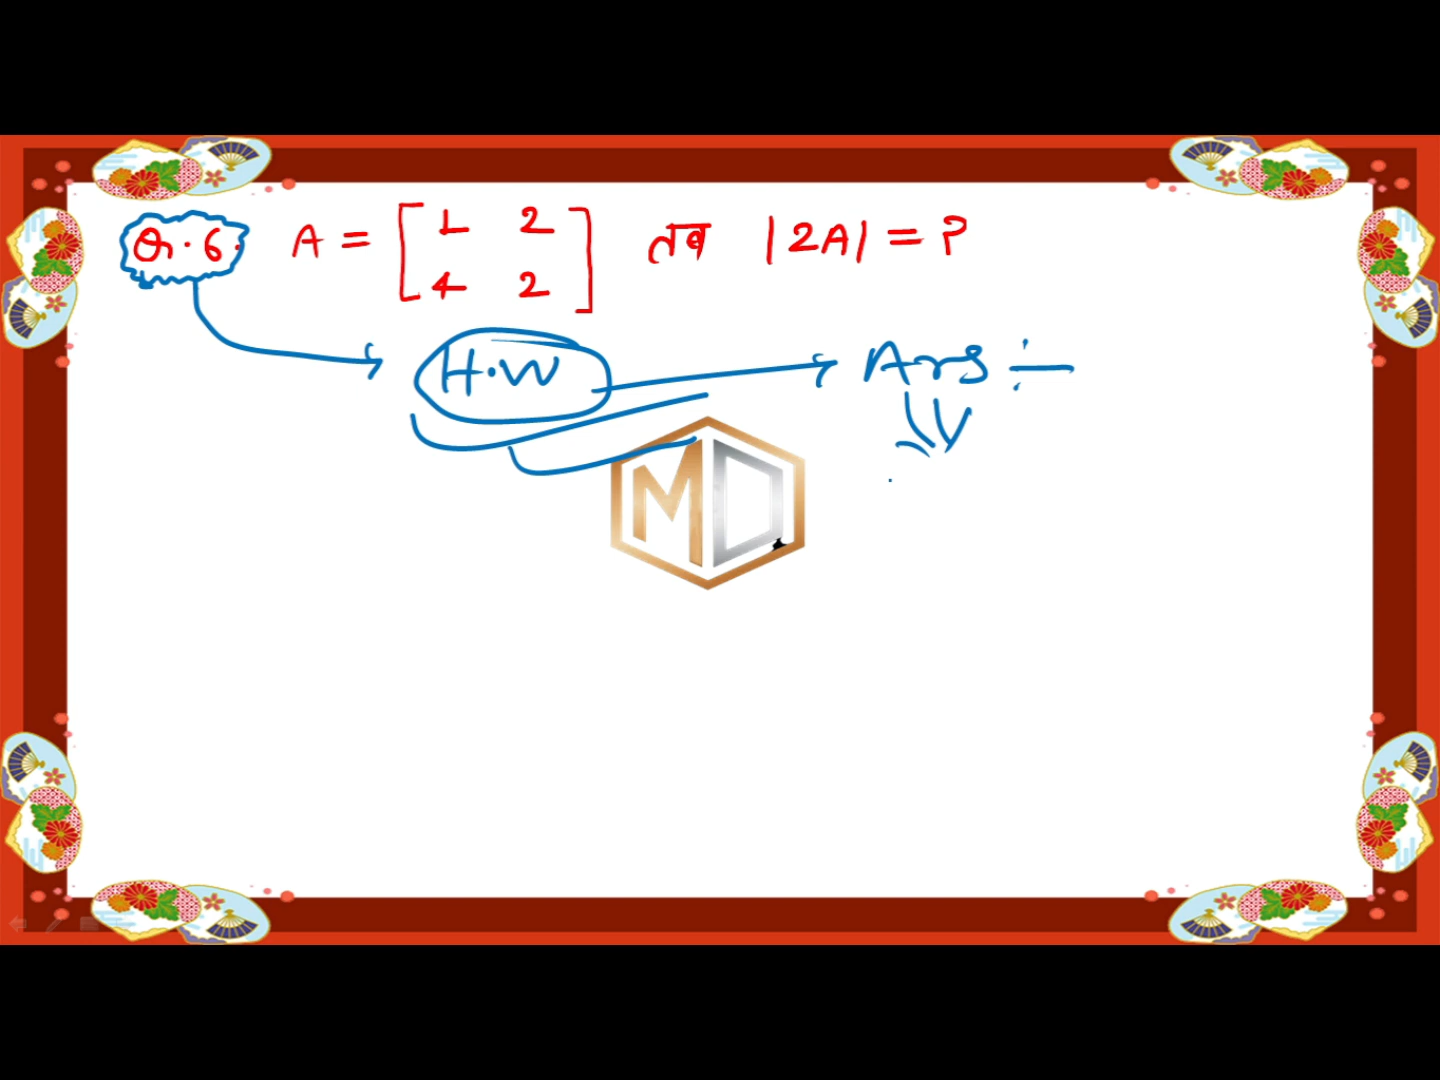 Q.6. A = [ 1 2 तब |2A| = ?
4 2 ]
H.W Ans ÷
MD